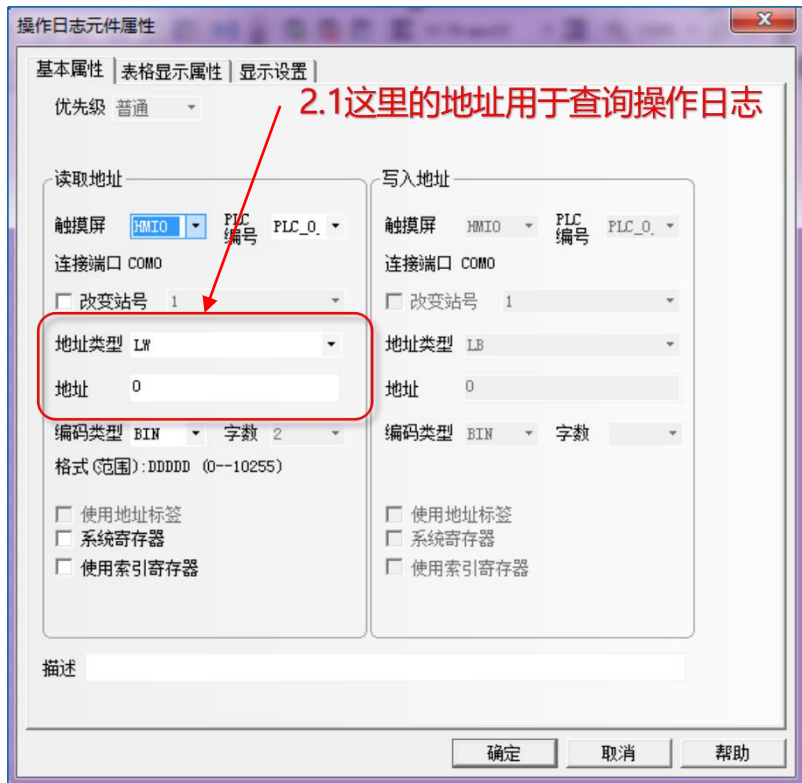 操作日志元件属性
基本属性 表格显示属性 显示设置
优先级 普通
2.1这里的地址用于查询操作日志
读取地址
触摸屏 HMI0 PLC编号 PLC_0.
连接端口 COM0
改变站号 1
地址类型 LW
地址 0
编码类型 BIN 字数 2
格式(范围):DDDDD (0--10255)
使用地址标签
系统寄存器
使用索引寄存器
写入地址
触摸屏 HMI0 PLC编号 PLC_0.
连接端口 COM0
改变站号 1
地址类型 LB
地址 0
编码类型 BIN 字数
使用地址标签
系统寄存器
使用索引寄存器
描述
确定 取消 帮助